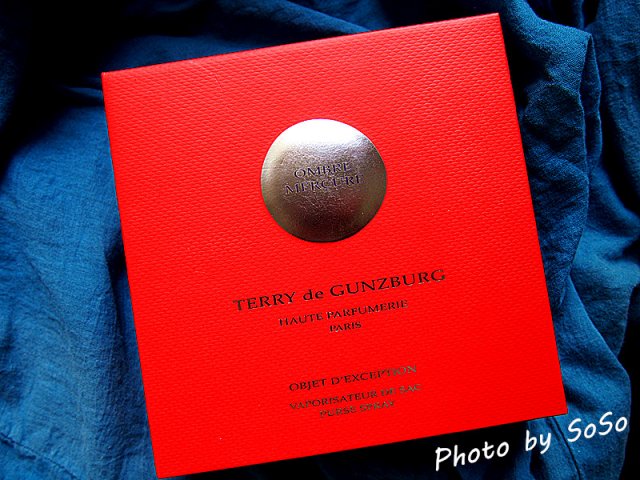 OMBRE
MERCURE
TERRY de GUNZBURG
HAUTE PARFUMERIE
PARIS
OBJET D'EXCEPTION
VAPORISATEUR DE SAC
PURSE SPRAY
Photo by SoSo